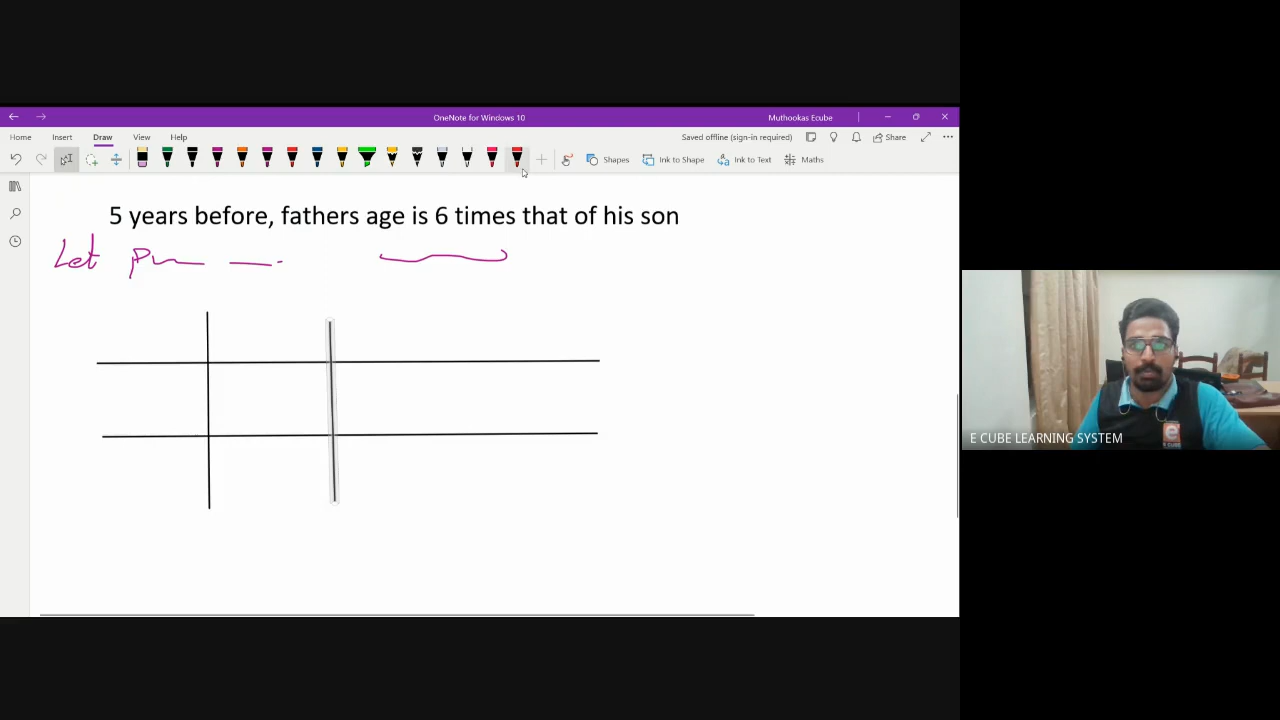 OneNote for Windows 10
Muthookas Ecube
Home Insert Draw View Help
Saved offline (sign-in required) Share
Shapes Ink to Shape Ink to Text Maths
5 years before, fathers age is 6 times that of his son
Let
E CUBE LEARNING SYSTEM